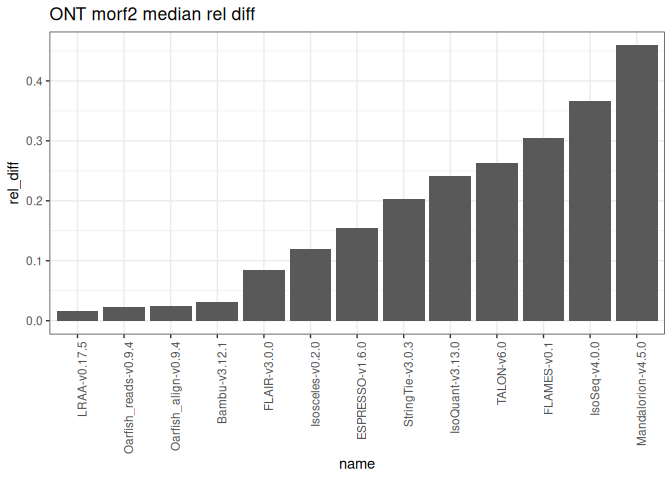 ONT morf2 median rel diff
rel_diff
0.4
0.3
0.2
0.1
0.0
LRAA-v0.17.5
Oarfish_reads-v0.9.4
Oarfish_align-v0.9.4
Bambu-v3.12.1
FLAIR-v3.0.0
Isosceles-v0.2.0
ESPRESSO-v1.6.0
StringTie-v3.0.3
IsoQuant-v3.13.0
TALON-v6.0
FLAMES-v0.1
IsoSeq-v4.0.0
Mandalorion-v4.5.0
name